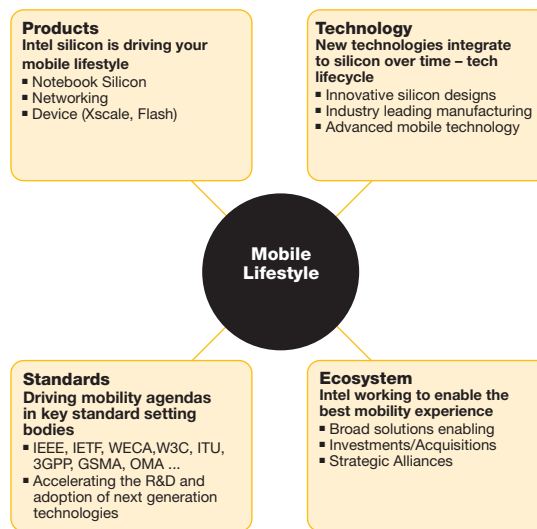 Products
Intel silicon is driving your
mobile lifestyle
▪ Notebook Silicon
▪ Networking
▪ Device (Xscale, Flash)
Technology
New technologies integrate
to silicon over time – tech
lifecycle
▪ Innovative silicon designs
▪ Industry leading manufacturing
▪ Advanced mobile technology
Mobile
Lifestyle
Standards
Driving mobility agendas
in key standard setting
bodies
▪ IEEE, IETF, WECA,W3C, ITU,
3GPP, GSMA, OMA ...
▪ Accelerating the R&D and
adoption of next generation
technologies
Ecosystem
Intel working to enable the
best mobility experience
▪ Broad solutions enabling
▪ Investments/Acquisitions
▪ Strategic Alliances